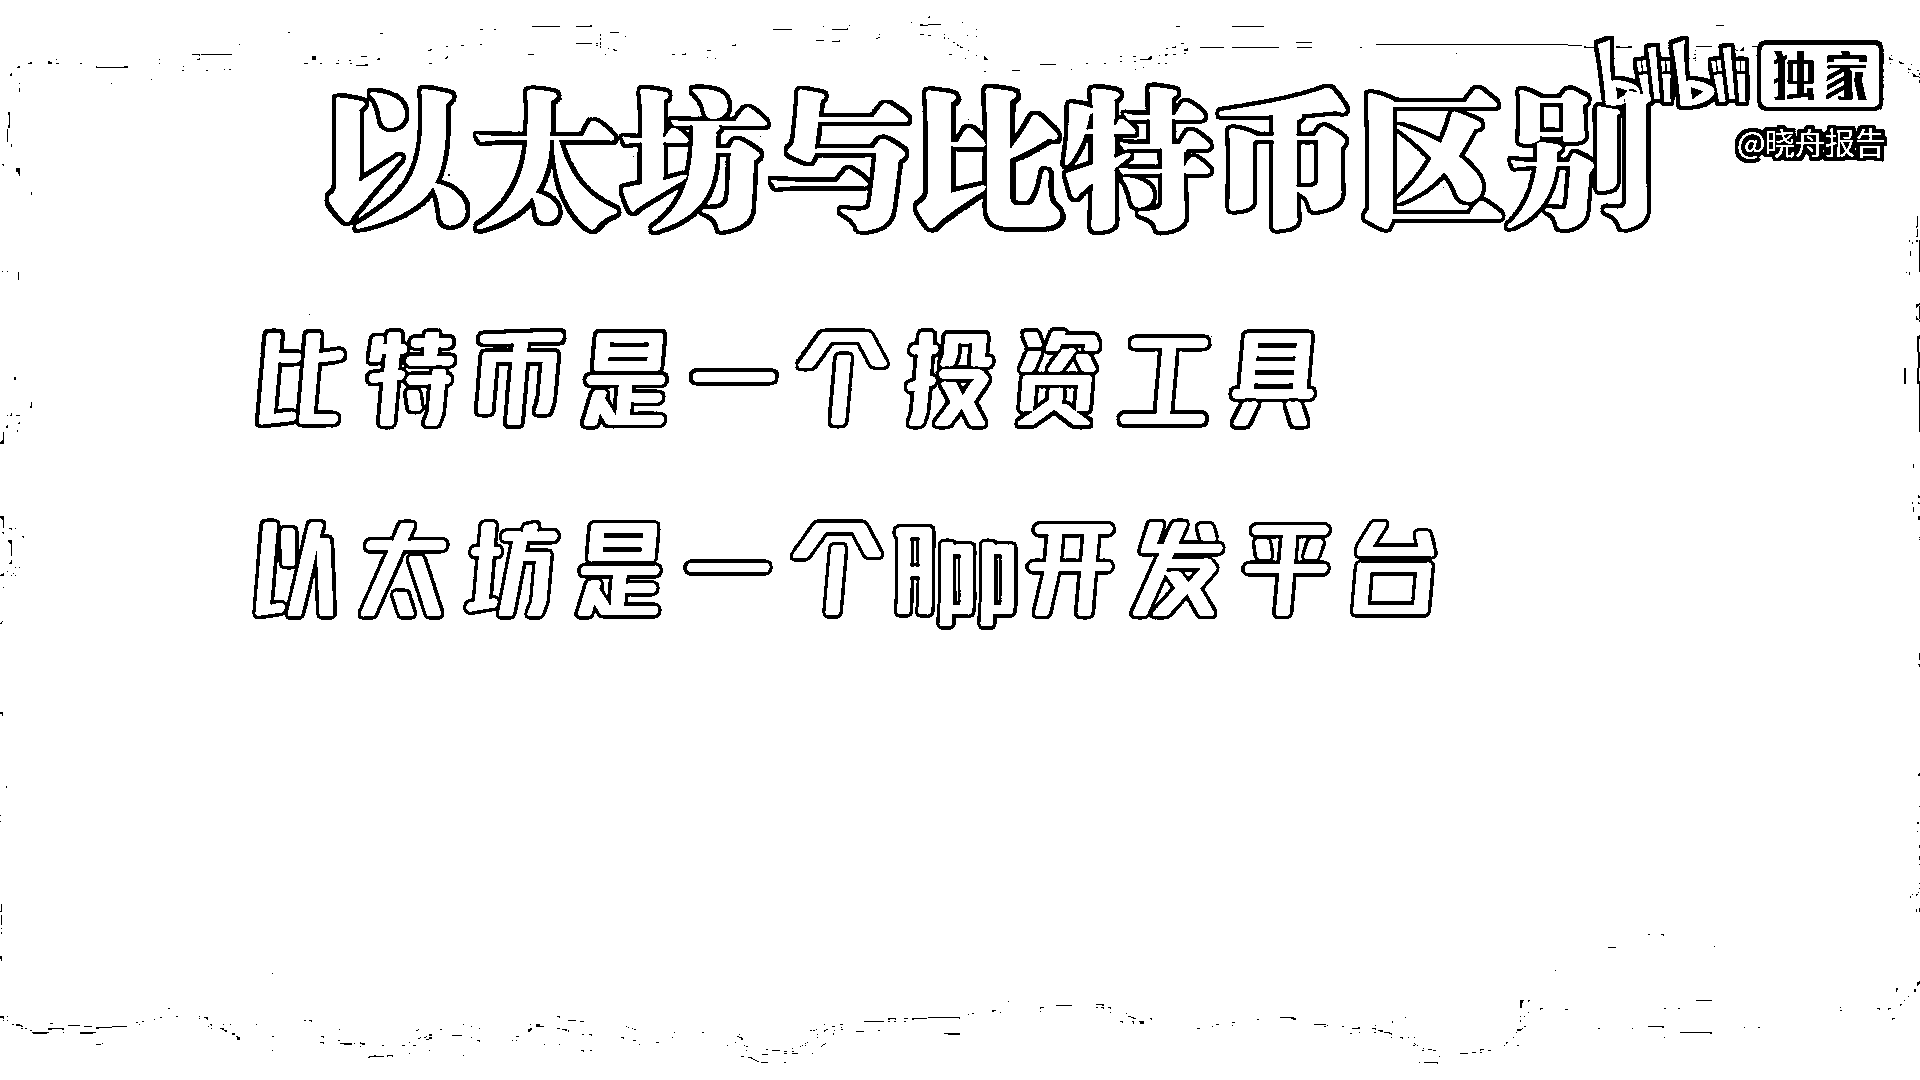 bilibili 独家
@晓舟报告
以太坊与比特币区别
比特币是一个投资工具
以太坊是一个App开发平台